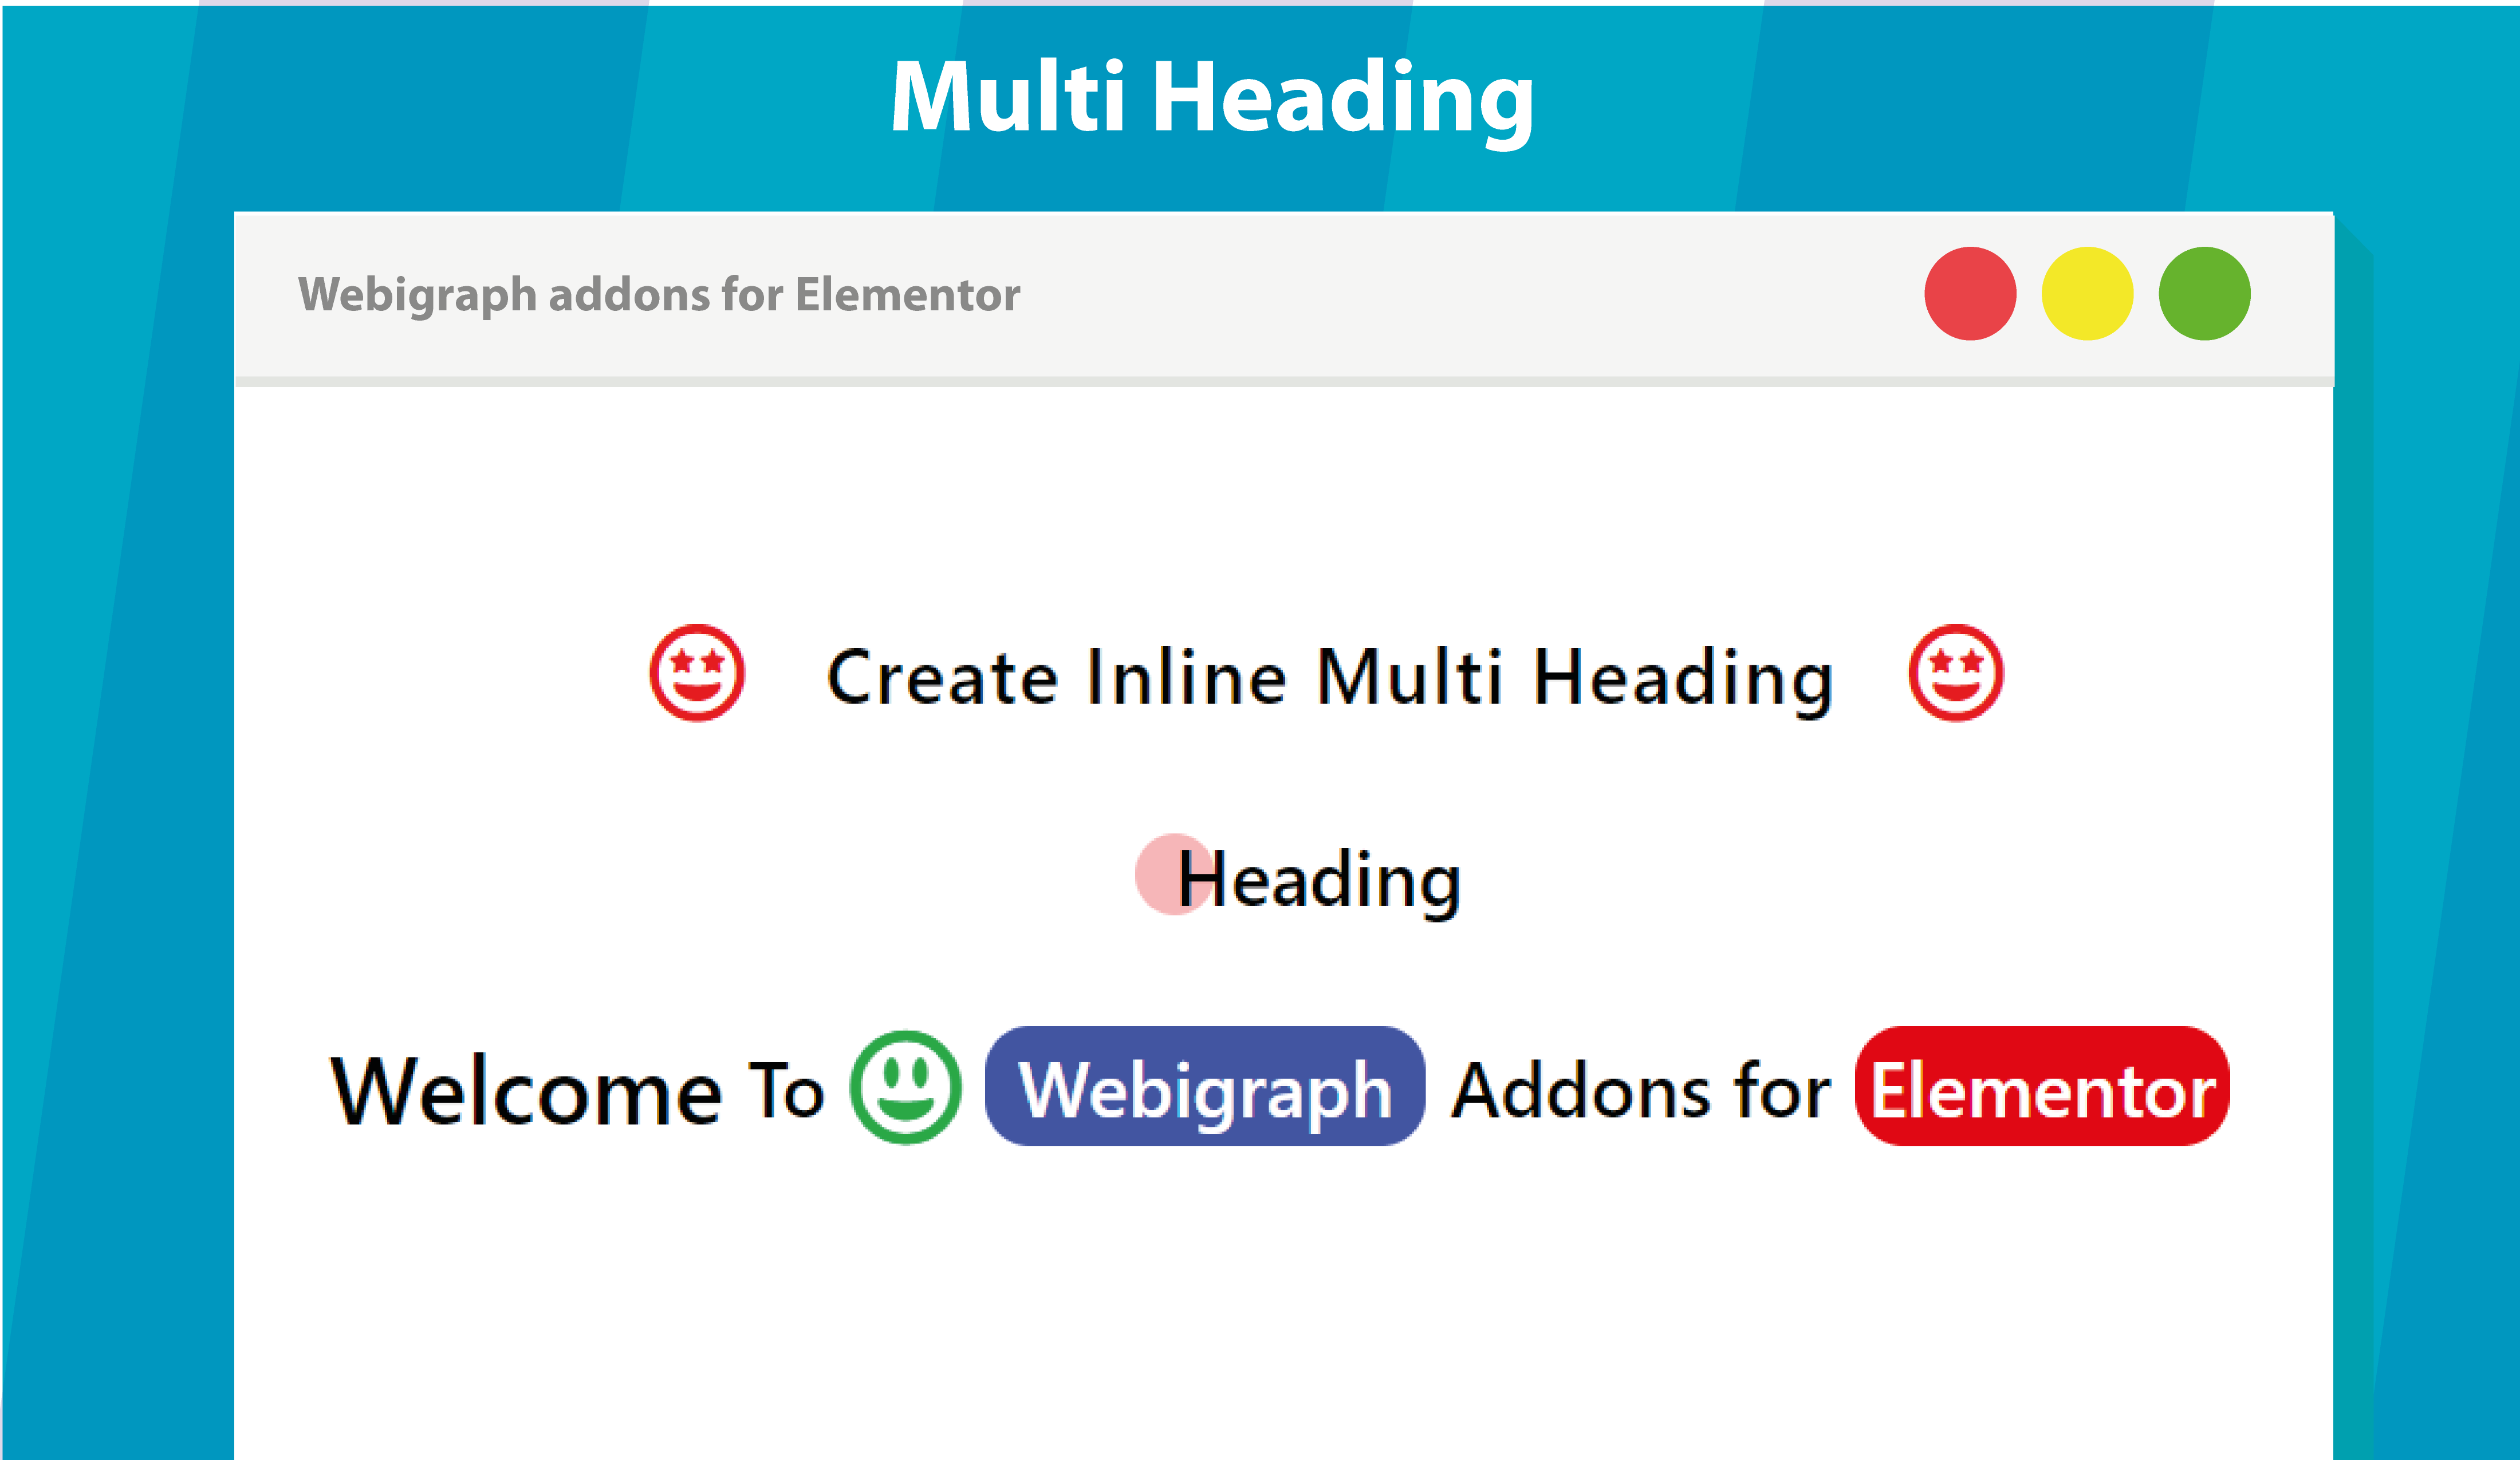 Multi Heading
Webigraph addons for Elementor
Create Inline Multi Heading
Heading
Welcome To Webigraph Addons for Elementor